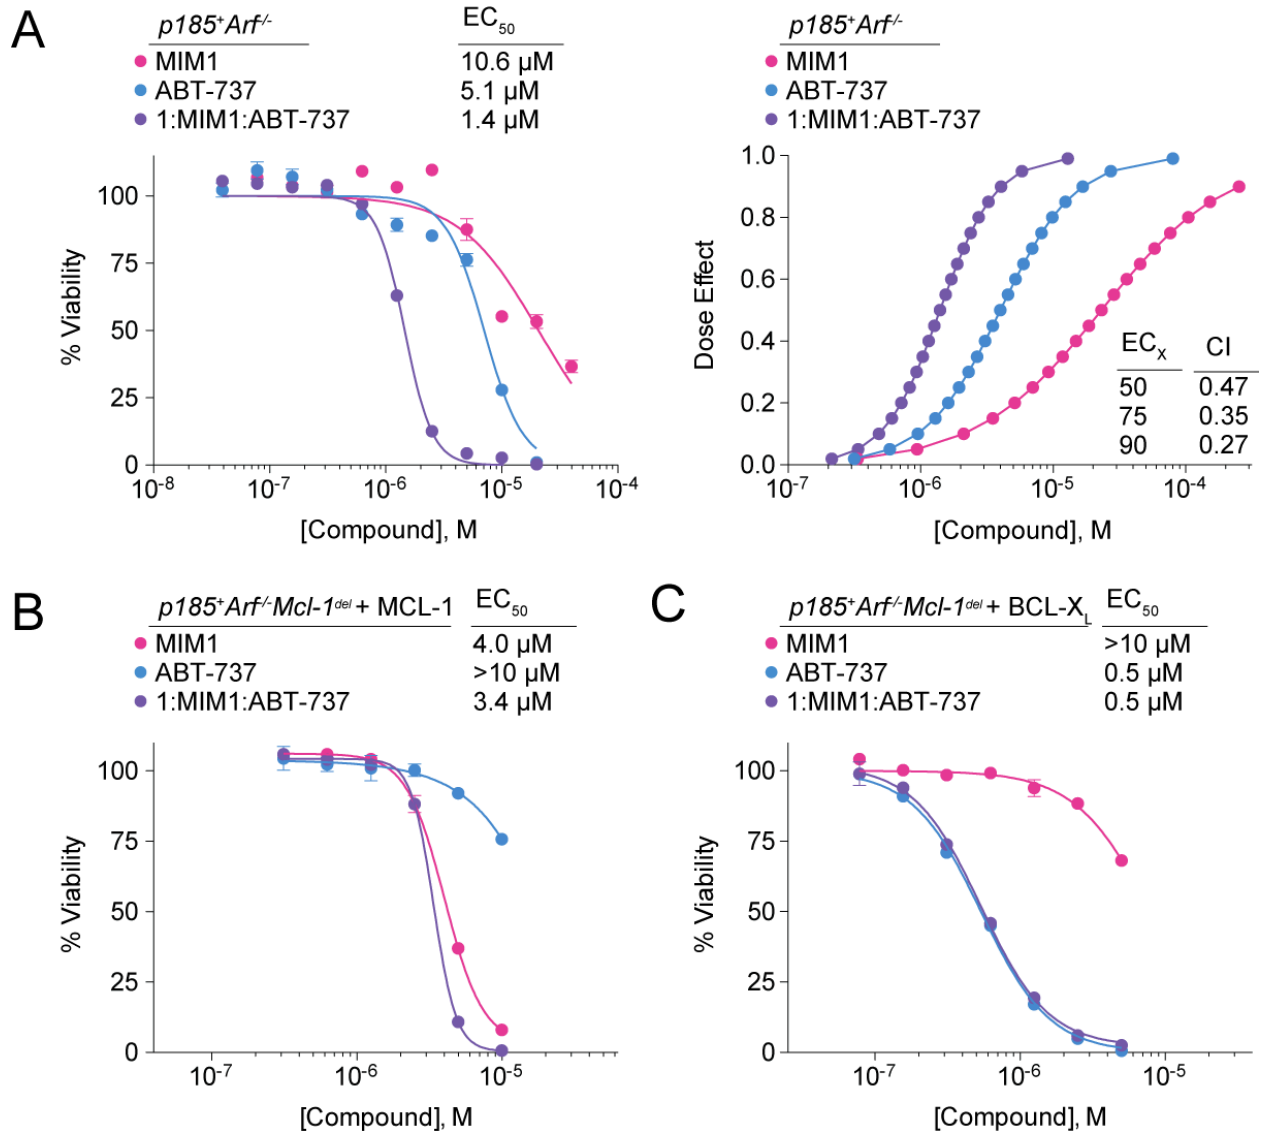 A
p185⁺Arf⁻/⁻ EC₅₀
MIM1 10.6 µM
ABT-737 5.1 µM
1:MIM1:ABT-737 1.4 µM
100
75
50
25
0
% Viability
10⁻⁸ 10⁻⁷ 10⁻⁶ 10⁻⁵ 10⁻⁴
[Compound], M
p185⁺Arf⁻/⁻
MIM1
ABT-737
1:MIM1:ABT-737
1.0
0.8
0.6
0.4
0.2
0.0
Dose Effect
ECₓ CI
50 0.47
75 0.35
90 0.27
10⁻⁷ 10⁻⁶ 10⁻⁵ 10⁻⁴
[Compound], M
B
p185⁺Arf⁻/⁻Mcl-1ᵈᵉˡ + MCL-1 EC₅₀
MIM1 4.0 µM
ABT-737 >10 µM
1:MIM1:ABT-737 3.4 µM
100
75
50
25
0
% Viability
10⁻⁷ 10⁻⁶ 10⁻⁵
[Compound], M
C
p185⁺Arf⁻/⁻Mcl-1ᵈᵉˡ + BCL-X_L EC₅₀
MIM1 >10 µM
ABT-737 0.5 µM
1:MIM1:ABT-737 0.5 µM
100
75
50
25
0
% Viability
10⁻⁷ 10⁻⁶ 10⁻⁵
[Compound], M